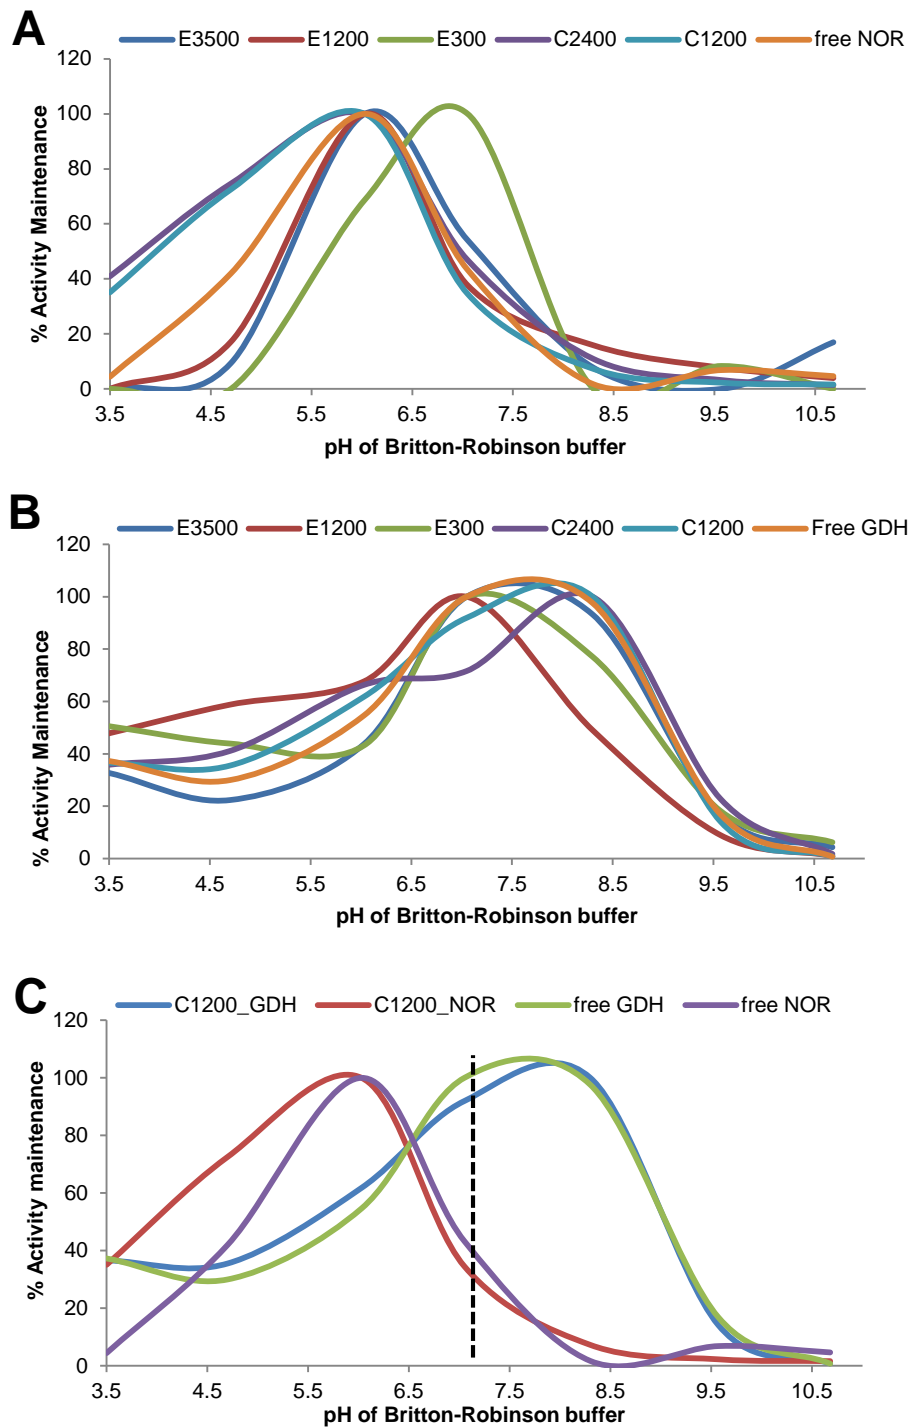 A
E3500 E1200 E300 C2400 C1200 free NOR
120
100
80
60
40
20
0
% Activity Maintenance
3.5 4.5 5.5 6.5 7.5 8.5 9.5 10.5
pH of Britton-Robinson buffer
B
E3500 E1200 E300 C2400 C1200 Free GDH
120
100
80
60
40
20
0
% Activity Maintenance
3.5 4.5 5.5 6.5 7.5 8.5 9.5 10.5
pH of Britton-Robinson buffer
C
C1200_GDH C1200_NOR free GDH free NOR
120
100
80
60
40
20
0
% Activity maintenance
3.5 4.5 5.5 6.5 7.5 8.5 9.5 10.5
pH of Britton-Robinson buffer